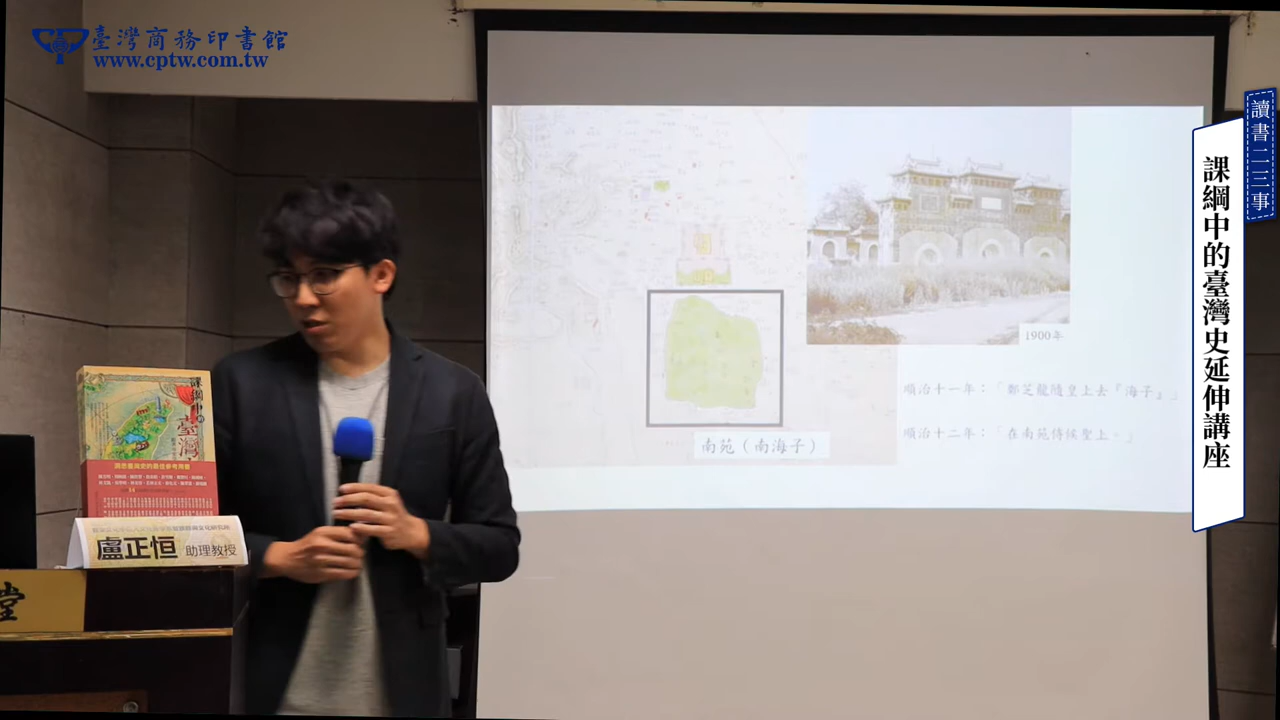 臺灣商務印書館
www.cptw.com.tw
讀書二三事
課綱中的臺灣史延伸講座
1900年
順治十一年：「鄭芝龍隨皇上去『海子』」
順治十二年：「在南苑侍候聖上。」
南苑（南海子）
課綱中的
臺灣
盧正恒 助理教授
堂